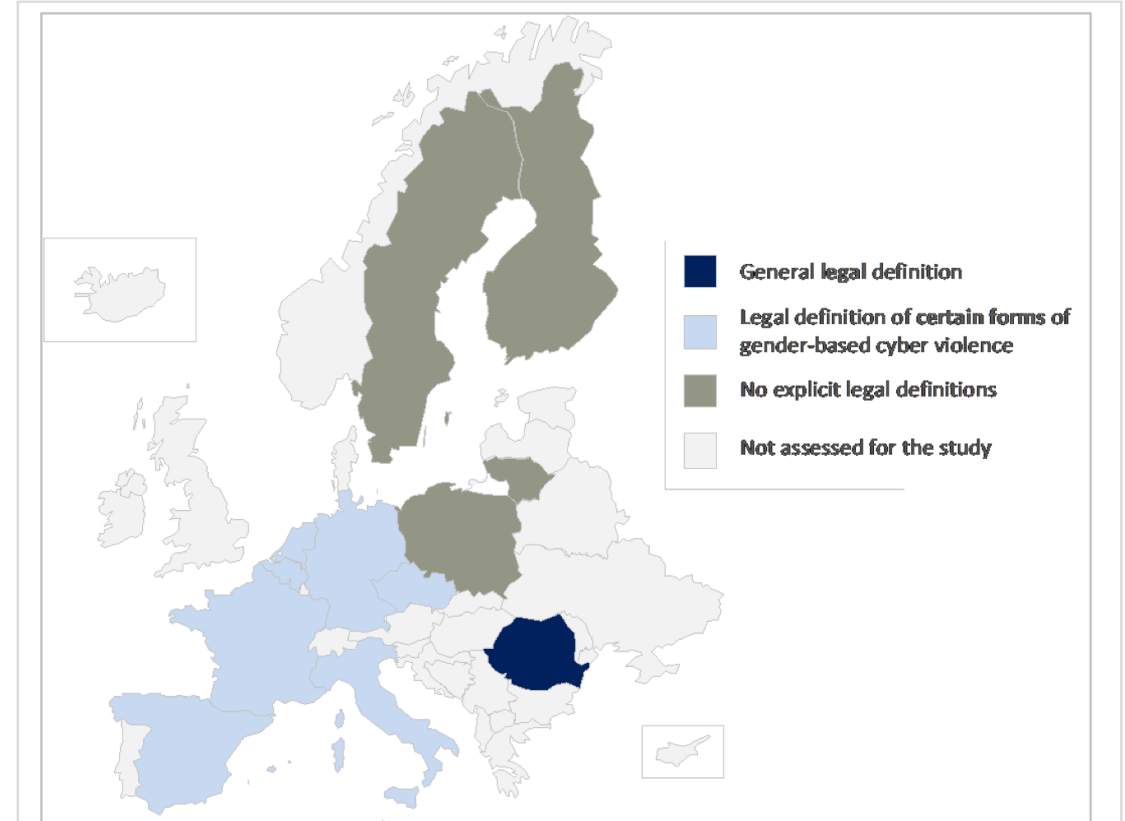 General legal definition
Legal definition of certain forms of
gender-based cyber violence
No explicit legal definitions
Not assessed for the study